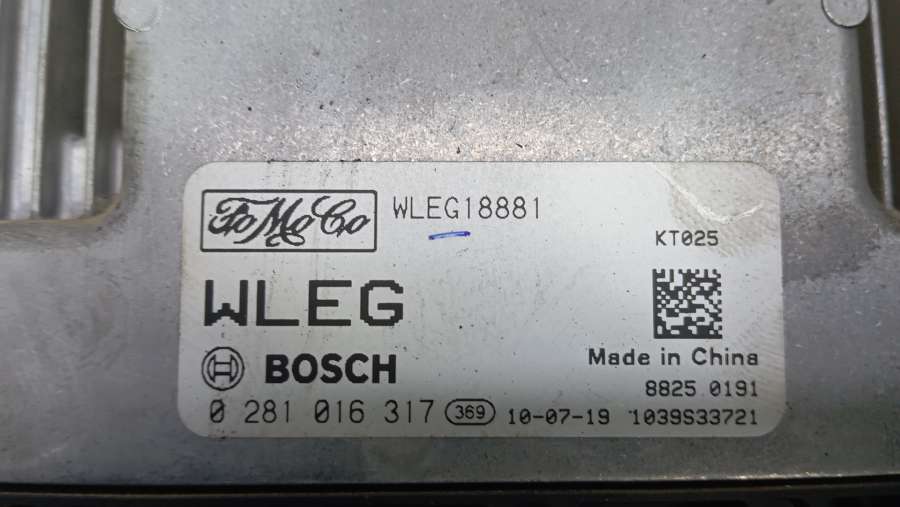 FoMoCo WLEG18881
KT025
WLEG
BOSCH
Made in China
8825 0191
0 281 016 317 369 10-07-19 1039S33721